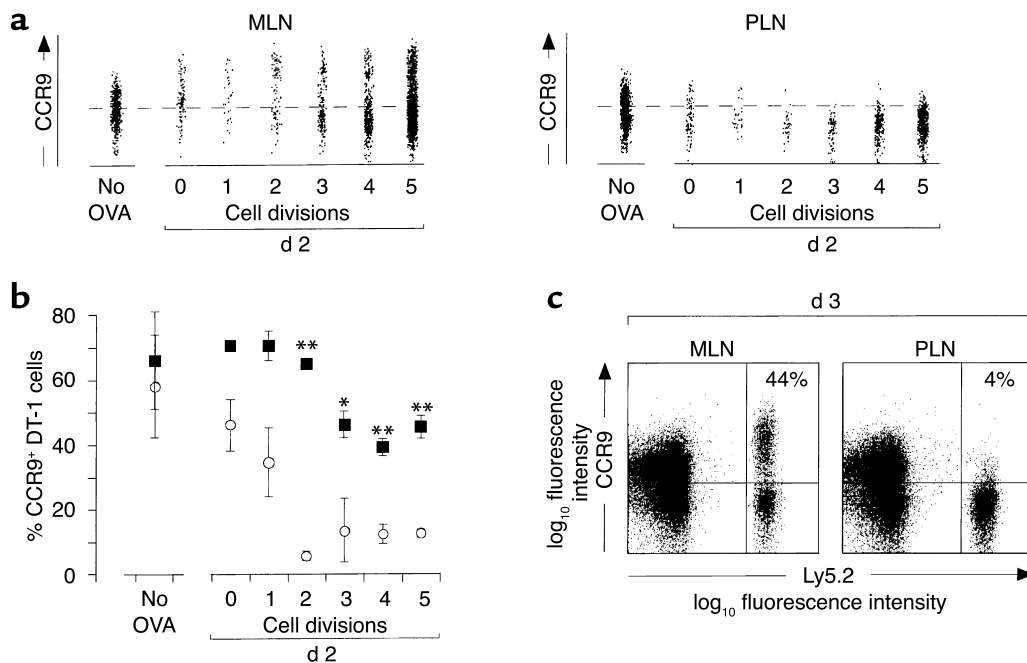 a
MLN
PLN
CCR9
CCR9
No OVA
0 1 2 3 4 5
Cell divisions
d 2
No OVA
0 1 2 3 4 5
Cell divisions
d 2
b
% CCR9+ DT-1 cells
80
60
40
20
0
** * ** **
No OVA
0 1 2 3 4 5
Cell divisions
d 2
c
d 3
MLN
PLN
44%
4%
CCR9
log10 fluorescence intensity
Ly5.2
log10 fluorescence intensity